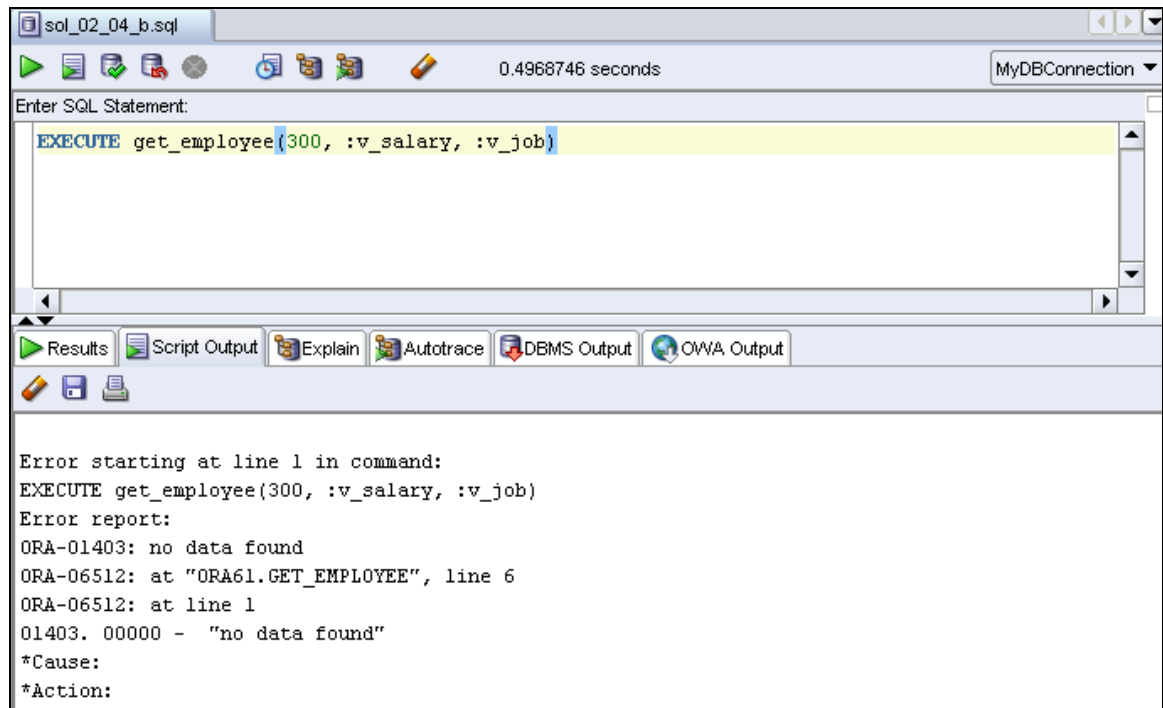 sol_02_04_b.sql
0.4968746 seconds
MyDBConnection
Enter SQL Statement:
EXECUTE get_employee(300, :v_salary, :v_job)
Results Script Output Explain Autotrace DBMS Output OWA Output
Error starting at line 1 in command:
EXECUTE get_employee(300, :v_salary, :v_job)
Error report:
ORA-01403: no data found
ORA-06512: at "ORA61.GET_EMPLOYEE", line 6
ORA-06512: at line 1
01403. 00000 -  "no data found"
*Cause:
*Action: